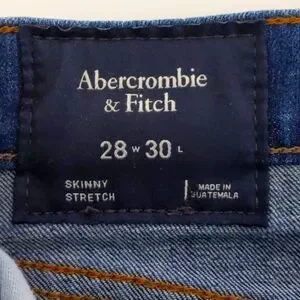 Abercrombie
& Fitch
28 W 30 L
SKINNY
STRETCH
MADE IN
GUATEMALA